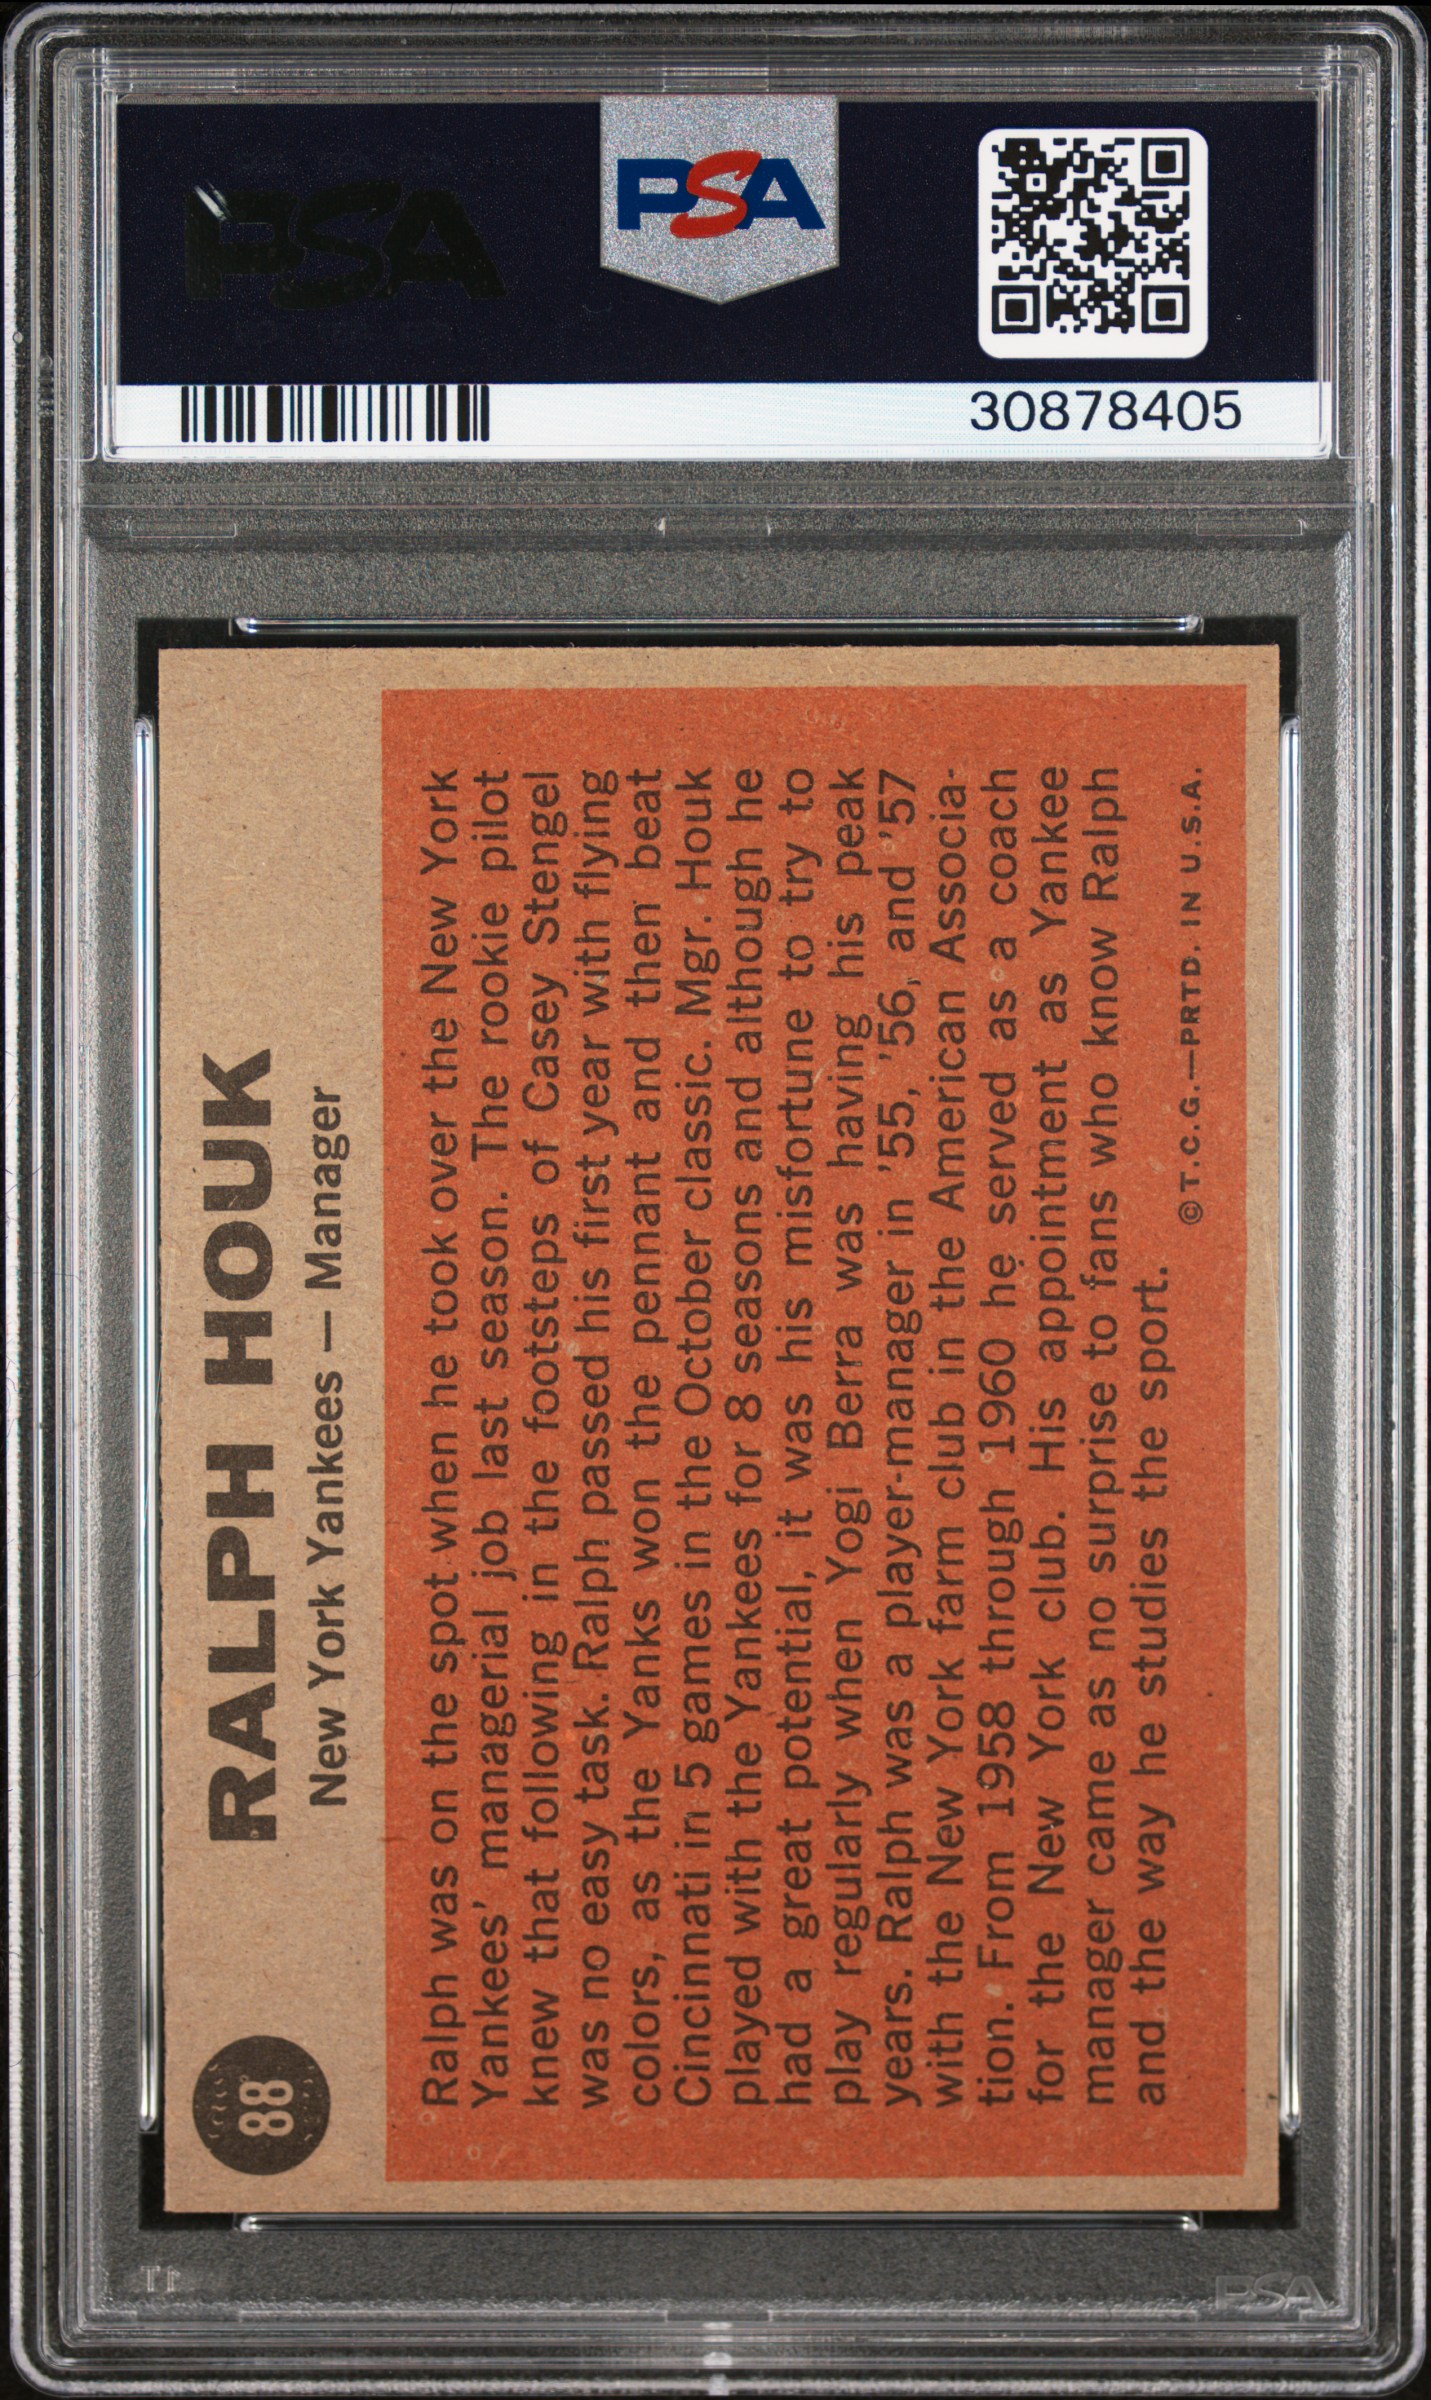 PSA
PSA
30878405
88
RALPH HOUK
New York Yankees — Manager
Ralph was on the spot when he took over the New York
Yankees' managerial job last season. The rookie pilot
knew that following in the footsteps of Casey Stengel
was no easy task. Ralph passed his first year with flying
colors, as the Yanks won the pennant and then beat
Cincinnati in 5 games in the October classic. Mgr. Houk
played with the Yankees for 8 seasons and although he
had a great potential, it was his misfortune to try to
play regularly when Yogi Berra was having his peak
years. Ralph was a player-manager in '55, '56, and '57
with the New York farm club in the American Associa-
tion. From 1958 through 1960 he served as a coach
for the New York club. His appointment as Yankee
manager came as no surprise to fans who know Ralph
and the way he studies the sport.
© T.C.G.—PRTD. IN U.S.A.
PSA